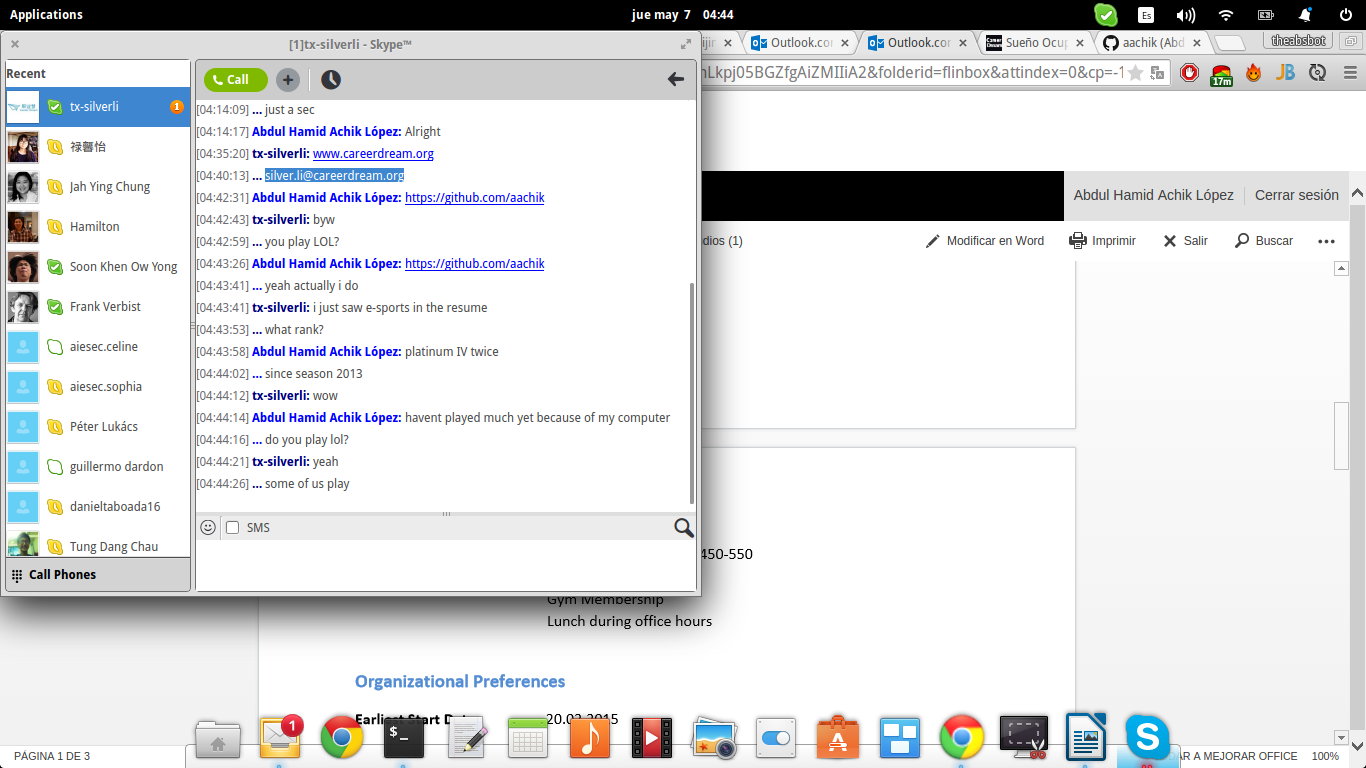 Applications
jue may 7 04:44
Es
[1]tx-silverli - Skype™
Outlook.co
Outlook.co
Sueño Ocup
aachik (Abd
theabsbot
Lkpj05BGZfgAiZMIIiA2&folderid=flinbox&attindex=0&cp=-1
17m
JB
Recent
tx-silverli
1
禄馨怡
Jah Ying Chung
Hamilton
Soon Khen Ow Yong
Frank Verbist
aiesec.celine
aiesec.sophia
Péter Lukács
guillermo dardon
danieltaboada16
Tung Dang Chau
Call Phones
Call
[04:14:09] ... just a sec
[04:14:17] Abdul Hamid Achik López: Alright
[04:35:20] tx-silverli: www.careerdream.org
[04:40:13] ... silver.li@careerdream.org
[04:42:31] Abdul Hamid Achik López: https://github.com/aachik
[04:42:43] tx-silverli: byw
[04:42:59] ... you play LOL?
[04:43:26] Abdul Hamid Achik López: https://github.com/aachik
[04:43:41] ... yeah actually i do
[04:43:41] tx-silverli: i just saw e-sports in the resume
[04:43:53] ... what rank?
[04:43:58] Abdul Hamid Achik López: platinum IV twice
[04:44:02] ... since season 2013
[04:44:12] tx-silverli: wow
[04:44:14] Abdul Hamid Achik López: havent played much yet because of my computer
[04:44:16] ... do you play lol?
[04:44:21] tx-silverli: yeah
[04:44:26] ... some of us play
SMS
Abdul Hamid Achik López
Cerrar sesión
dios (1)
Modificar en Word
Imprimir
Salir
Buscar
450-550
Gym Membership
Lunch during office hours
Organizational Preferences
Earliest Start Dat
20.02.2015
1
$ >_
PÁGINA 1 DE 3
DAR A MEJORAR OFFICE
100%